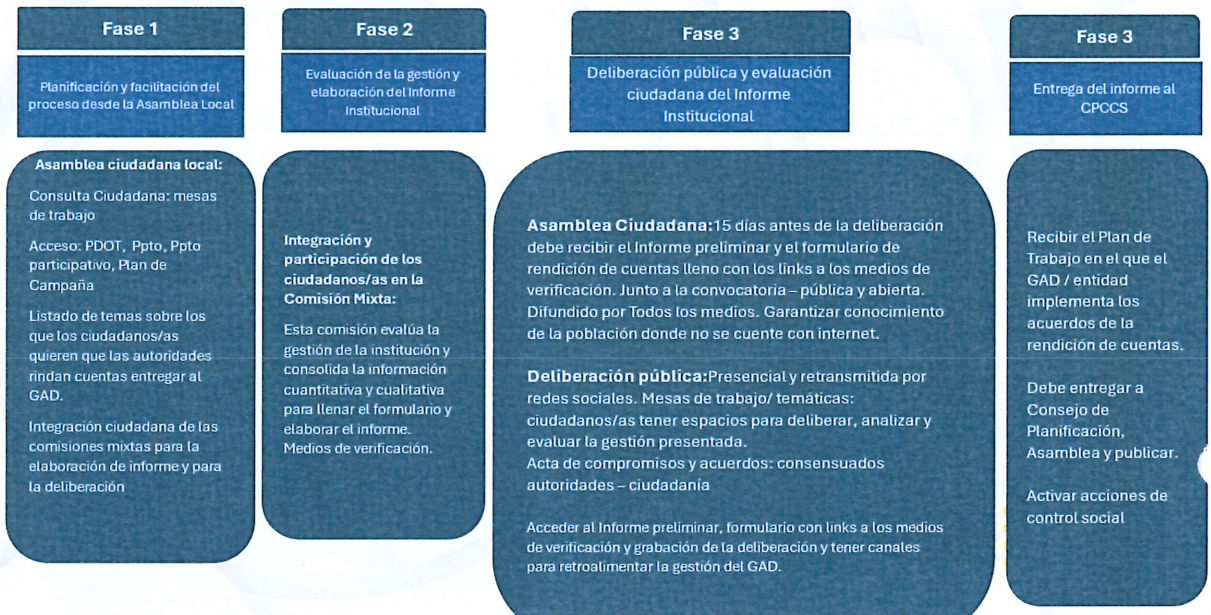 Fase 1
Planificación y facilitación del
proceso desde la Asamblea Local
Asamblea ciudadana local:
Consulta Ciudadana: mesas
de trabajo
Acceso: PDOT, Ppto, Ppto
participativo, Plan de
Campaña
Listado de temas sobre los
que los ciudadanos/as
quieren que las autoridades
rindan cuentas entregar al
GAD.
Integración ciudadana de las
comisiones mixtas para la
elaboración de informe y para
la deliberación
Fase 2
Evaluación de la gestión y
elaboración del Informe
Institucional
Integración y
participación de los
ciudadanos/as en la
Comisión Mixta:
Esta comisión evalúa la
gestión de la institución y
consolida la información
cuantitativa y cualitativa
para llenar el formulario y
elaborar el informe.
Medios de verificación.
Fase 3
Deliberación pública y evaluación
ciudadana del Informe
Institucional
Asamblea Ciudadana:15 días antes de la deliberación
debe recibir el Informe preliminar y el formulario de
rendición de cuentas lleno con los links a los medios de
verificación. Junto a la convocatoria – pública y abierta.
Difundido por Todos los medios. Garantizar conocimiento
de la población donde no se cuente con internet.
Deliberación pública:Presencial y retransmitida por
redes sociales. Mesas de trabajo/ temáticas:
ciudadanos/as tener espacios para deliberar, analizar y
evaluar la gestión presentada.
Acta de compromisos y acuerdos: consensuados
autoridades – ciudadanía
Acceder al Informe preliminar, formulario con links a los medios
de verificación y grabación de la deliberación y tener canales
para retroalimentar la gestión del GAD.
Fase 3
Entrega del informe al
CPCCS
Recibir el Plan de
Trabajo en el que el
GAD / entidad
implementa los
acuerdos de la
rendición de cuentas.
Debe entregar a
Consejo de
Planificación,
Asamblea y publicar.
Activar acciones de
control social